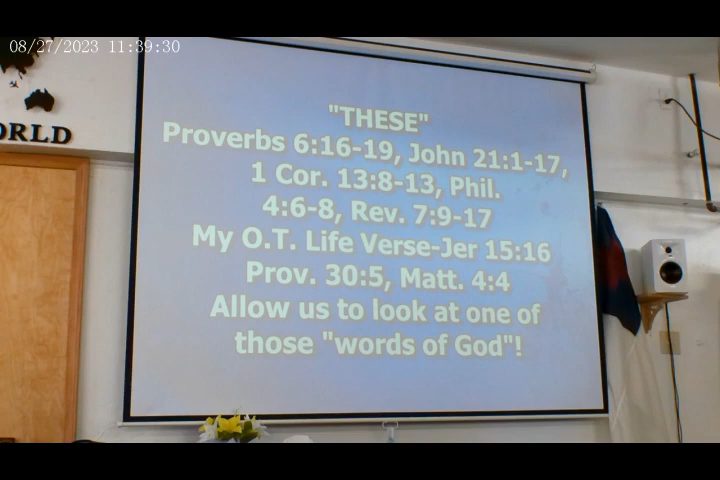 08/27/2023 11:39:30
ORLD
"THESE"
Proverbs 6:16-19, John 21:1-17,
1 Cor. 13:8-13, Phil.
4:6-8, Rev. 7:9-17
My O.T. Life Verse-Jer 15:16
Prov. 30:5, Matt. 4:4
Allow us to look at one of
those "words of God"!